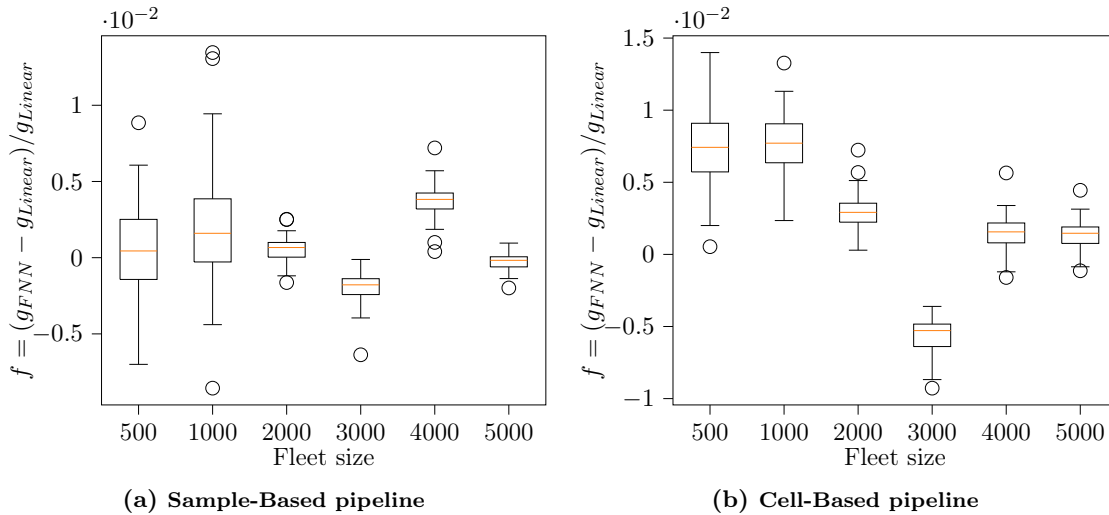 ·10⁻²
1
0.5
0
−0.5
f = (g_FNN − g_Linear)/g_Linear
500 1000 2000 3000 4000 5000
Fleet size
(a) Sample-Based pipeline
·10⁻²
1.5
1
0.5
0
−0.5
−1
f = (g_FNN − g_Linear)/g_Linear
500 1000 2000 3000 4000 5000
Fleet size
(b) Cell-Based pipeline